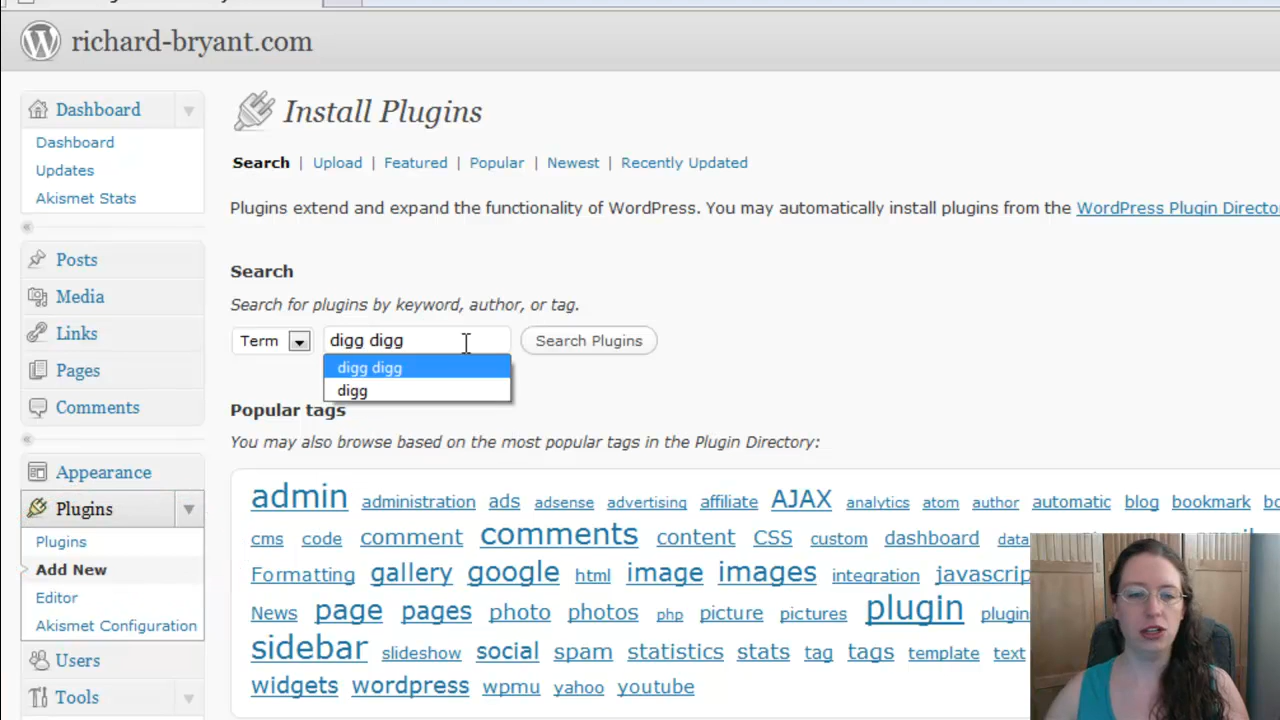 richard-bryant.com
Dashboard
Dashboard
Updates
Akismet Stats
Posts
Media
Links
Pages
Comments
Appearance
Plugins
Plugins
Add New
Editor
Akismet Configuration
Users
Tools
Install Plugins
Search | Upload | Featured | Popular | Newest | Recently Updated
Plugins extend and expand the functionality of WordPress. You may automatically install plugins from the WordPress Plugin Directo
Search
Search for plugins by keyword, author, or tag.
Term digg digg Search Plugins
digg digg
digg
Popular tags
You may also browse based on the most popular tags in the Plugin Directory:
admin administration ads adsense advertising affiliate AJAX analytics atom author automatic blog bookmark bo
cms code comment comments content CSS custom dashboard data
Formatting gallery google html image images integration javascrip
News page pages photo photos php picture pictures plugin plugin
sidebar slideshow social spam statistics stats tag tags template text
widgets wordpress wpmu yahoo youtube